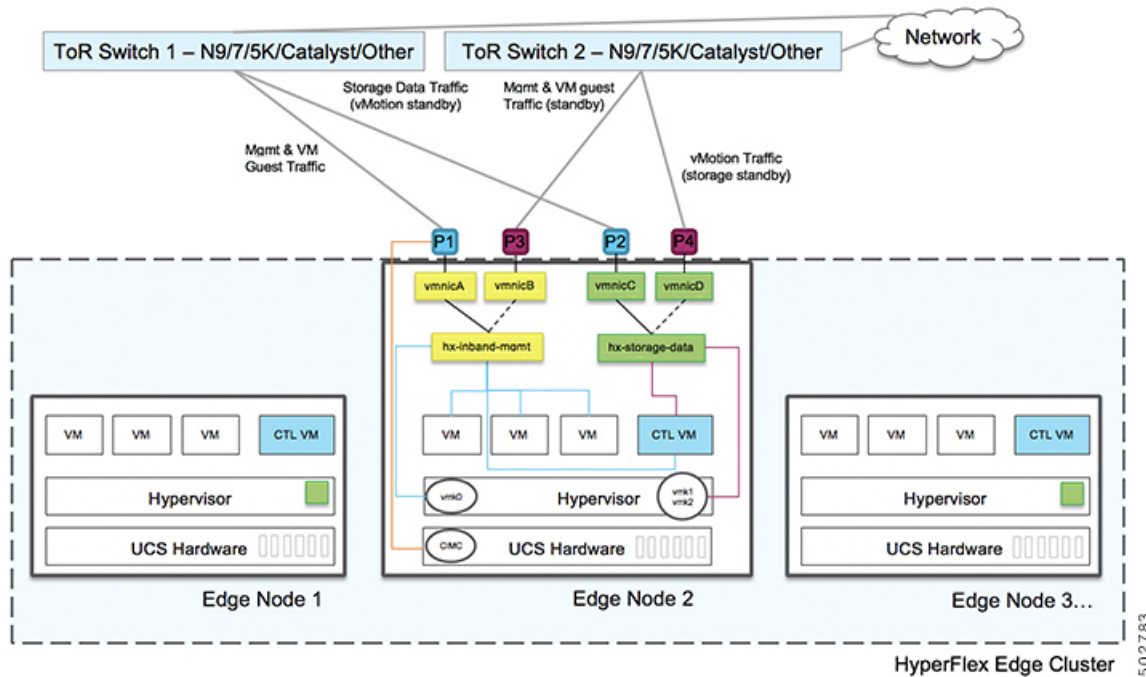 Network
ToR Switch 1 – N9/7/5K/Catalyst/Other
ToR Switch 2 – N9/7/5K/Catalyst/Other
Storage Data Traffic
(vMotion standby)
Mgmt & VM guest
Traffic (standby)
Mgmt & VM
Guest Traffic
vMotion Traffic
(storage standby)
P1
P3
P2
P4
vmnicA
vmnicB
vmnicC
vmnicD
hx-inband-mgmt
hx-storage-data
VM
VM
VM
CTL VM
Hypervisor
UCS Hardware
Edge Node 1
VM
VM
VM
CTL VM
vmk0
Hypervisor
vmk1
vmk2
CIMC
UCS Hardware
Edge Node 2
VM
VM
VM
CTL VM
Hypervisor
UCS Hardware
Edge Node 3...
HyperFlex Edge Cluster
502783